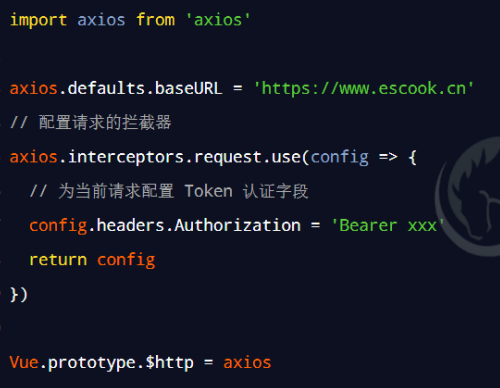 import axios from 'axios'
axios.defaults.baseURL = 'https://www.escook.cn'
// 配置请求的拦截器
axios.interceptors.request.use(config => {
// 为当前请求配置 Token 认证字段
config.headers.Authorization = 'Bearer xxx'
return config
})
Vue.prototype.$http = axios